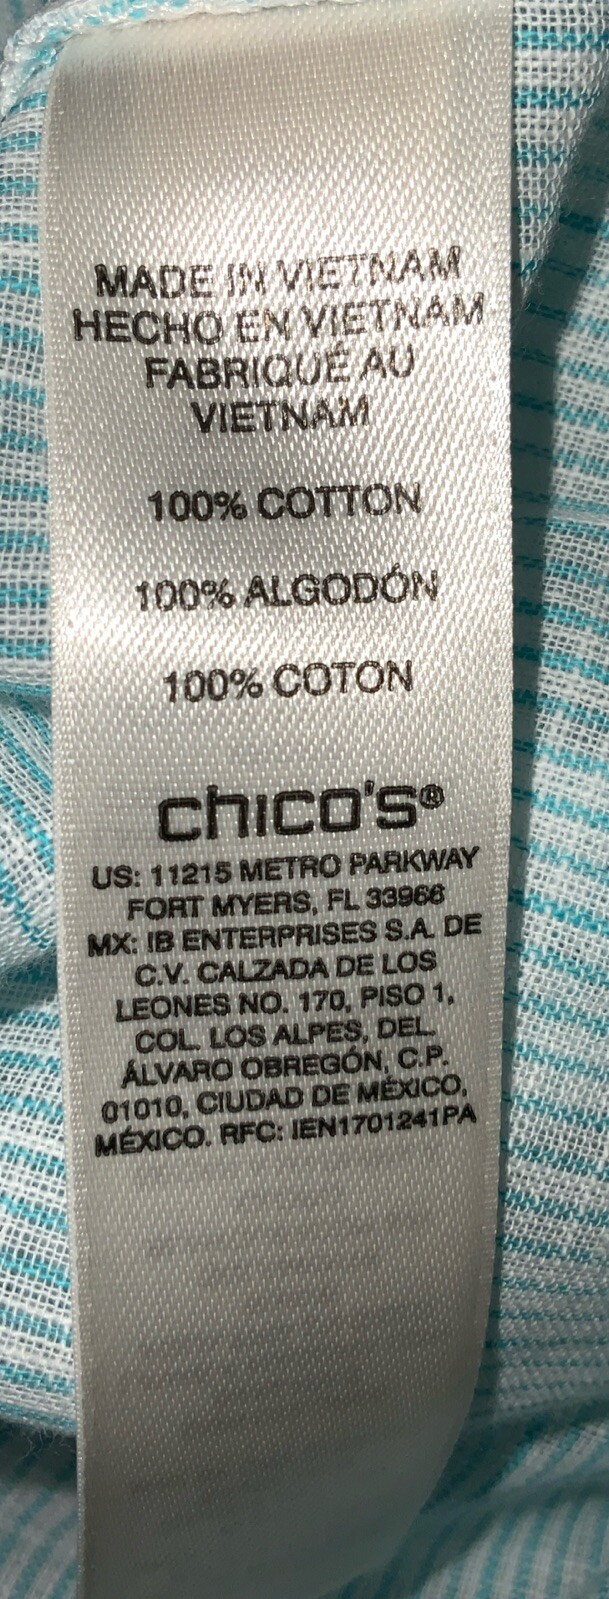 MADE IN VIETNAM
HECHO EN VIETNAM
FABRIQUÉ AU
VIETNAM
100% COTTON
100% ALGODÓN
100% COTON
chico's®
US: 11215 METRO PARKWAY
FORT MYERS, FL 33966
MX: IB ENTERPRISES S.A. DE
C.V. CALZADA DE LOS
LEONES NO. 170, PISO 1,
COL. LOS ALPES, DEL.
ÁLVARO OBREGÓN, C.P.
01010, CIUDAD DE MÉXICO,
MÉXICO. RFC: IEN1701241PA